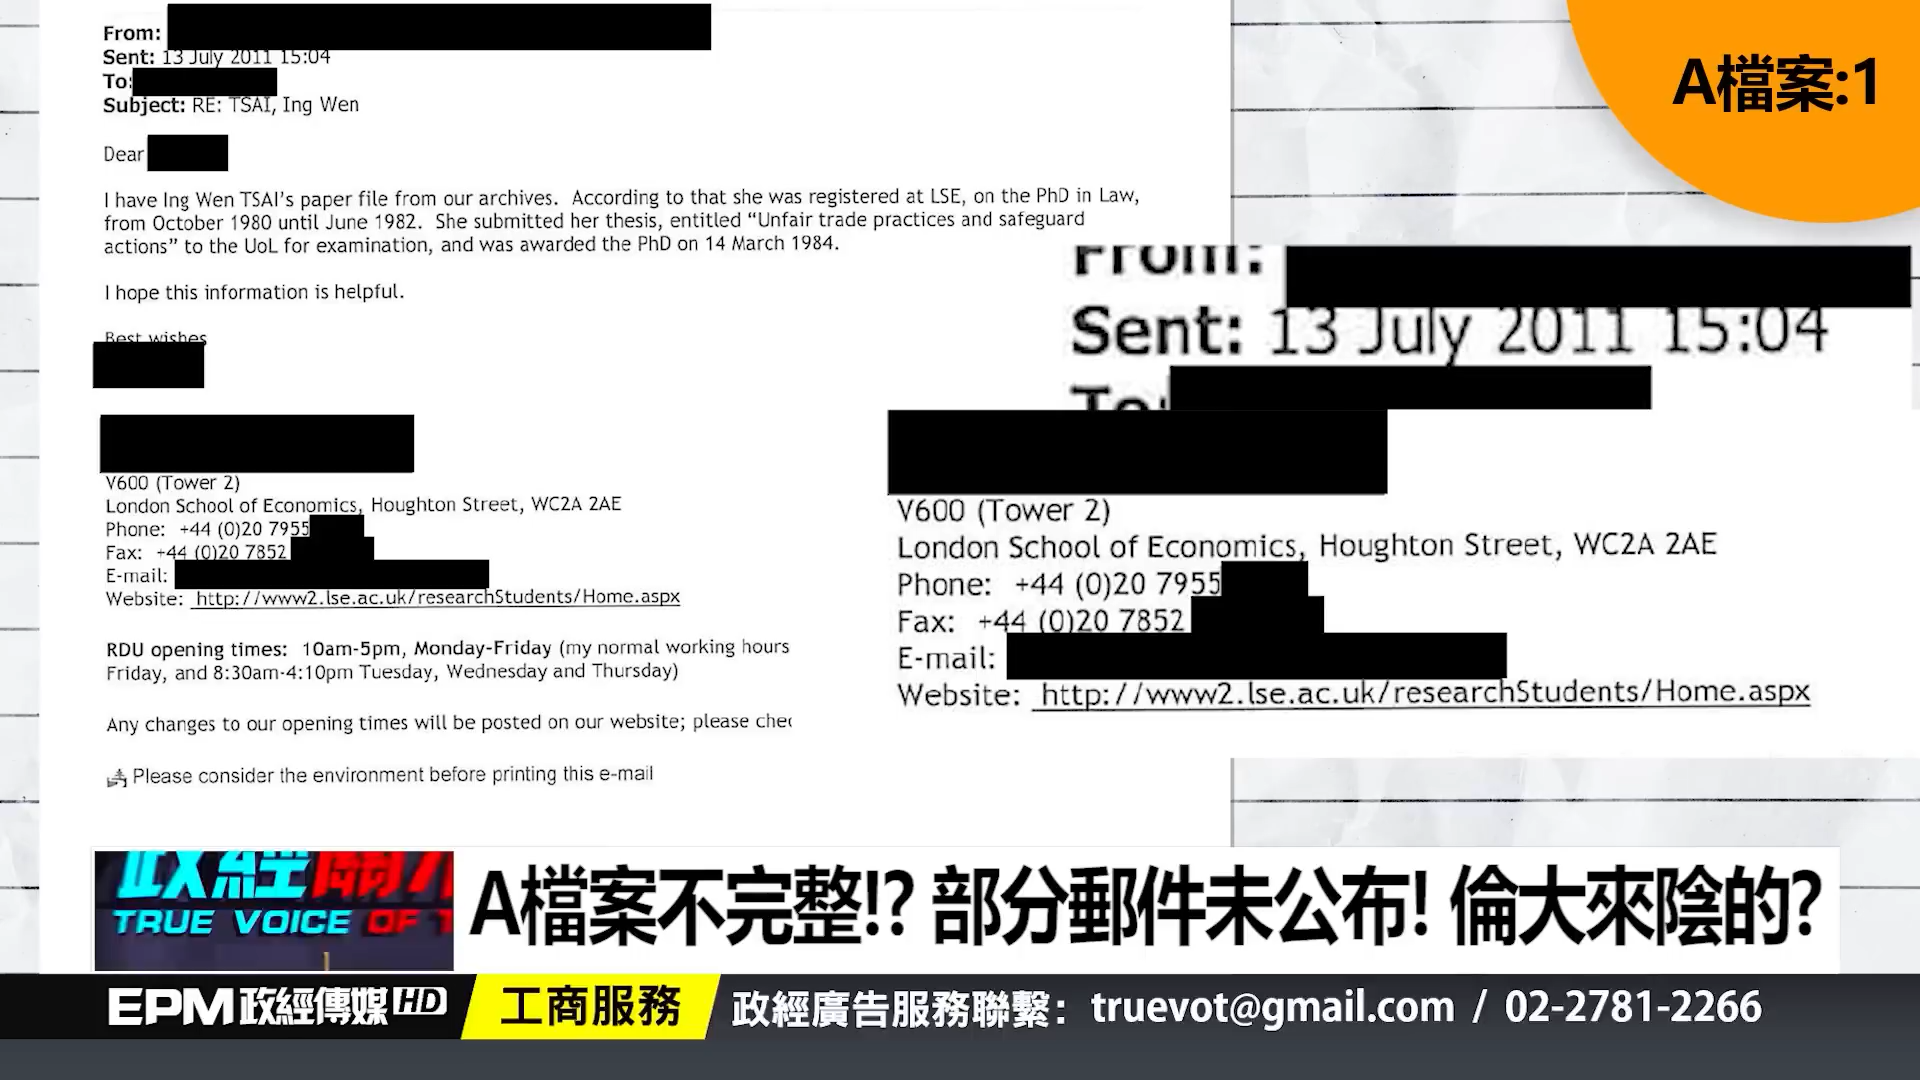 From:
Sent: 13 July 2011 15:04
To:
Subject: RE: TSAI, Ing Wen
Dear
I have Ing Wen TSAI's paper file from our archives. According to that she was registered at LSE, on the PhD in Law,
from October 1980 until June 1982. She submitted her thesis, entitled “Unfair trade practices and safeguard
actions” to the UoL for examination, and was awarded the PhD on 14 March 1984.
I hope this information is helpful.
Best wishes
V600 (Tower 2)
London School of Economics, Houghton Street, WC2A 2AE
Phone: +44 (0)20 7955
Fax: +44 (0)20 7852
E-mail:
Website: http://www2.lse.ac.uk/researchStudents/Home.aspx
RDU opening times: 10am-5pm, Monday-Friday (my normal working hours
Friday, and 8:30am-4:10pm Tuesday, Wednesday and Thursday)
Any changes to our opening times will be posted on our website; please chec
Please consider the environment before printing this e-mail
A檔案:1
From:
Sent: 13 July 2011 15:04
To:
V600 (Tower 2)
London School of Economics, Houghton Street, WC2A 2AE
Phone: +44 (0)20 7955
Fax: +44 (0)20 7852
E-mail:
Website: http://www2.lse.ac.uk/researchStudents/Home.aspx
政經關
TRUE VOICE OF T
A檔案不完整!? 部分郵件未公布! 倫大來陰的?
EPM政經傳媒HD
工商服務
政經廣告服務聯繫：truevot@gmail.com / 02-2781-2266